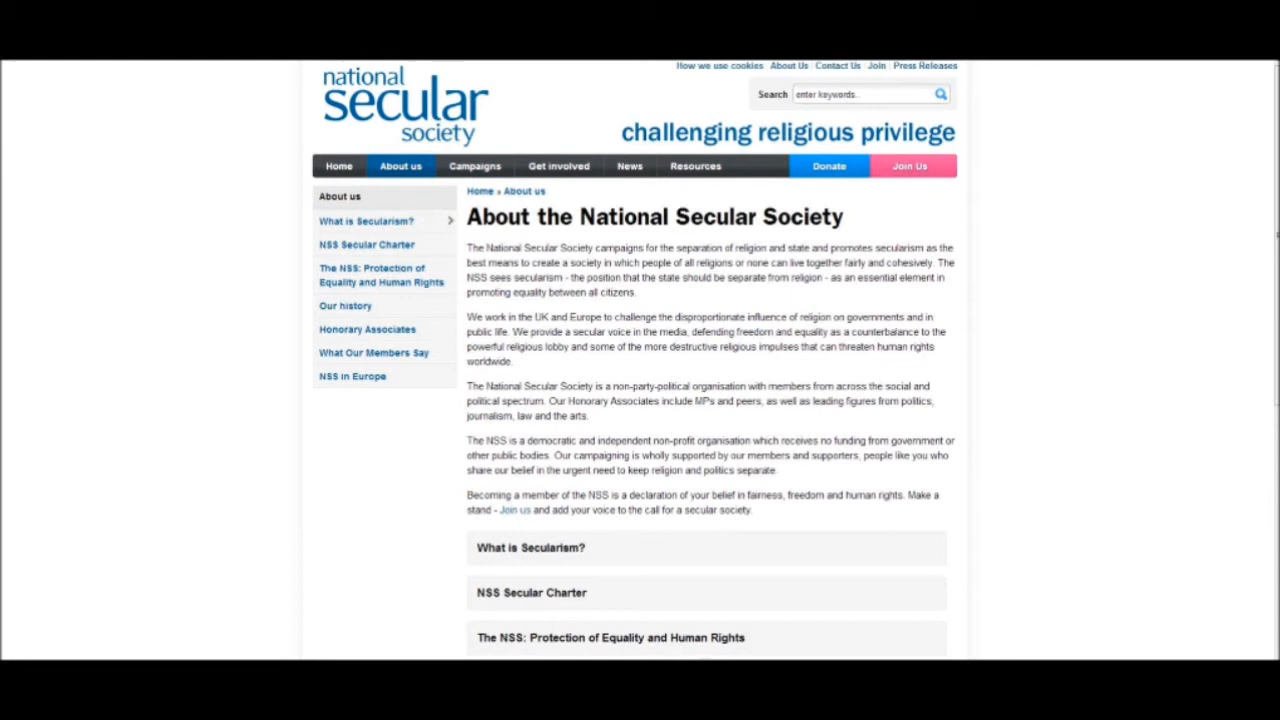 How we use cookies About Us Contact Us Join Press Releases
national
secular
society
Search enter keywords..
challenging religious privilege
Home About us Campaigns Get involved News Resources Donate Join Us
About us
What is Secularism?
NSS Secular Charter
The NSS: Protection of
Equality and Human Rights
Our history
Honorary Associates
What Our Members Say
NSS in Europe
Home » About us
About the National Secular Society
The National Secular Society campaigns for the separation of religion and state and promotes secularism as the
best means to create a society in which people of all religions or none can live together fairly and cohesively. The
NSS sees secularism - the position that the state should be separate from religion - as an essential element in
promoting equality between all citizens.
We work in the UK and Europe to challenge the disproportionate influence of religion on governments and in
public life. We provide a secular voice in the media, defending freedom and equality as a counterbalance to the
powerful religious lobby and some of the more destructive religious impulses that can threaten human rights
worldwide.
The National Secular Society is a non-party-political organisation with members from across the social and
political spectrum. Our Honorary Associates include MPs and peers, as well as leading figures from politics,
journalism, law and the arts.
The NSS is a democratic and independent non-profit organisation which receives no funding from government or
other public bodies. Our campaigning is wholly supported by our members and supporters, people like you who
share our belief in the urgent need to keep religion and politics separate.
Becoming a member of the NSS is a declaration of your belief in fairness, freedom and human rights. Make a
stand - Join us and add your voice to the call for a secular society.
What is Secularism?
NSS Secular Charter
The NSS: Protection of Equality and Human Rights